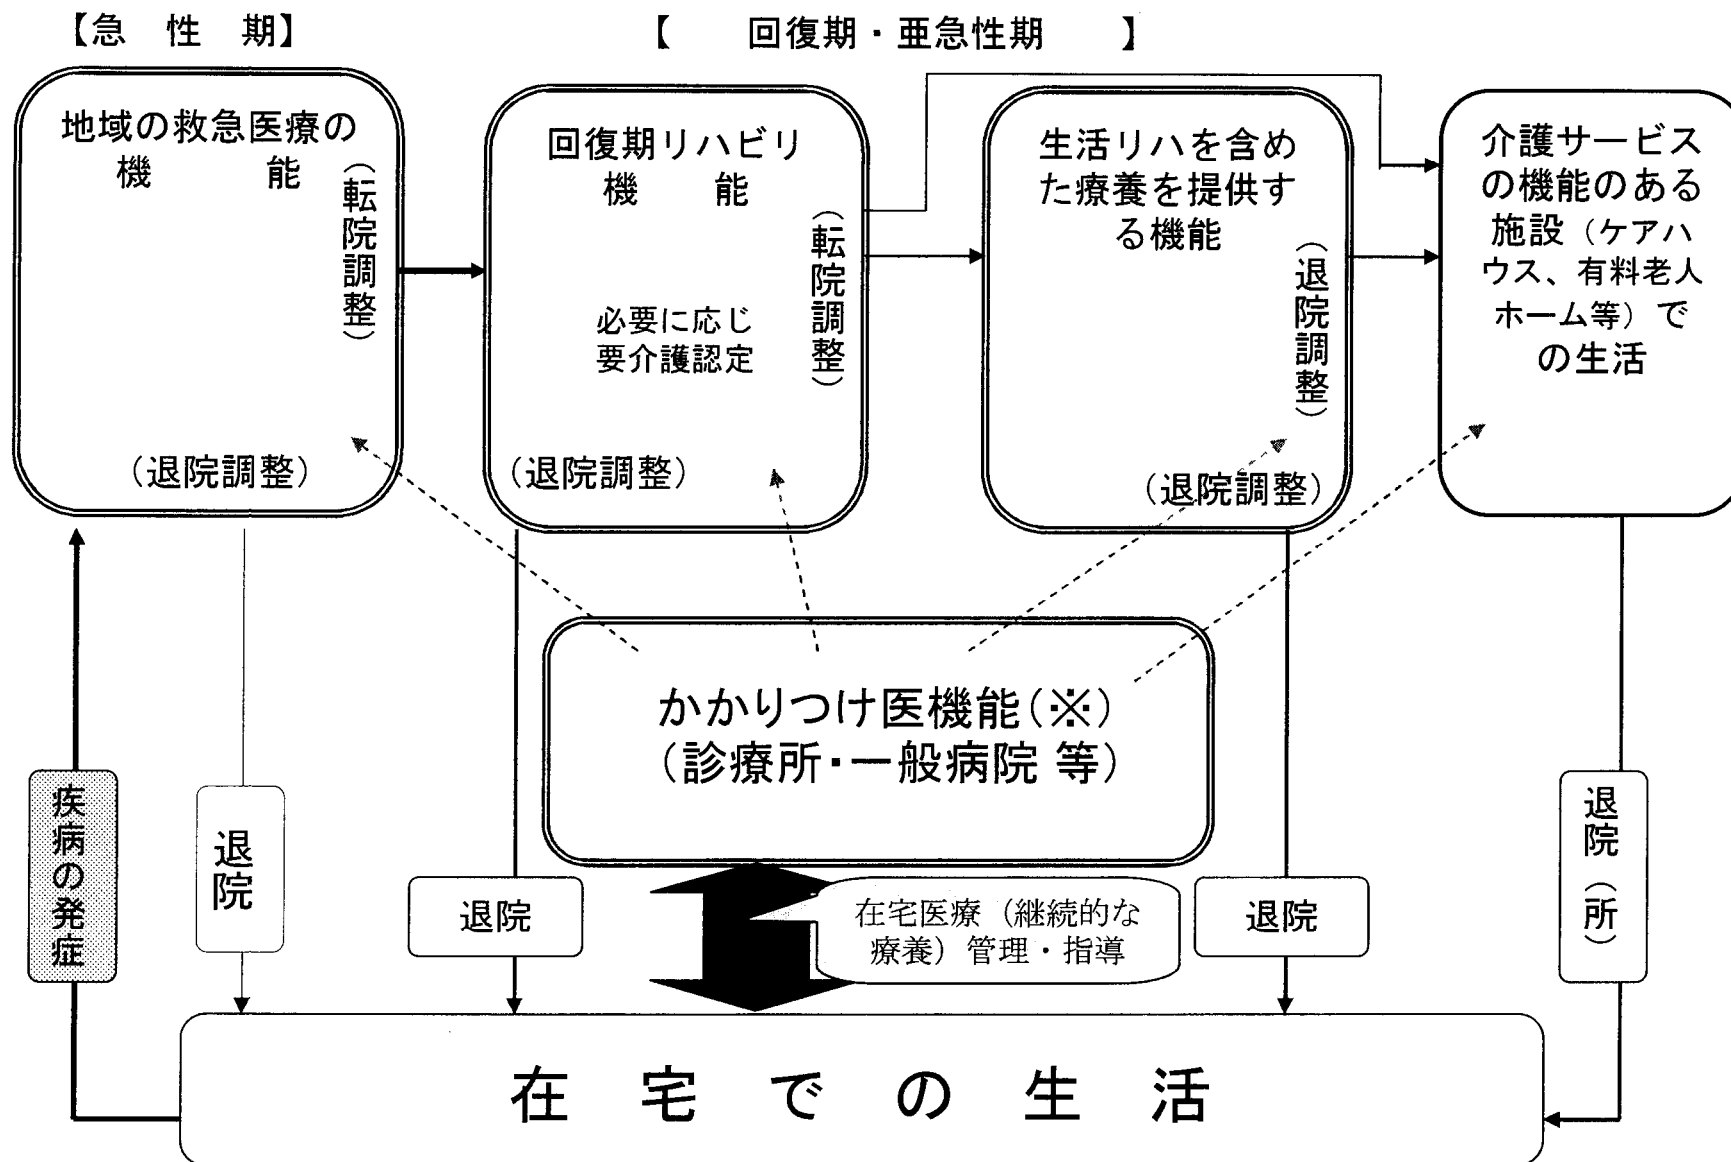 【急 性 期】
【 回復期・亜急性期 】
地域の救急医療の
機 能
（転院調整）
（退院調整）
回復期リハビリ
機 能
（転院調整）
必要に応じ
要介護認定
（退院調整）
生活リハを含め
た療養を提供す
る機能
（退院調整）
（退院調整）
介護サービス
の機能のある
施設（ケアハ
ウス、有料老人
ホーム等）で
の生活
かかりつけ医機能(※)
（診療所・一般病院 等）
疾病の発症
退院
退院
在宅医療（継続的な
療養）管理・指導
退院
退院（所）
在 宅 で の 生 活